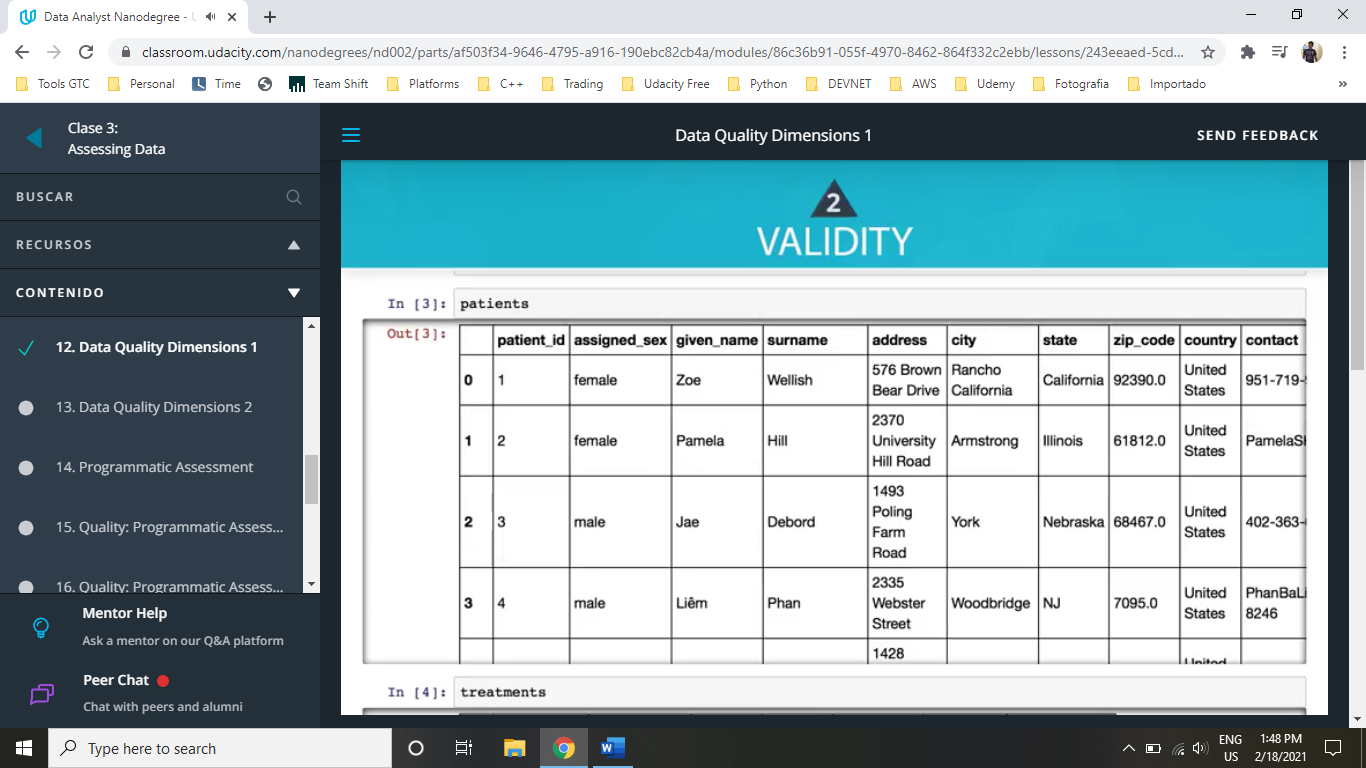 Data Analyst Nanodegree -
classroom.udacity.com/nanodegrees/nd002/parts/af503f34-9646-4795-a916-190ebc82cb4a/modules/86c36b91-055f-4970-8462-864f332c2ebb/lessons/243eeaed-5cd...
Tools GTC Personal Time Team Shift Platforms C++ Trading Udacity Free Python DEVNET AWS Udemy Fotografia Importado »
Clase 3:
Assessing Data
Data Quality Dimensions 1
SEND FEEDBACK
BUSCAR
RECURSOS
CONTENIDO
12. Data Quality Dimensions 1
13. Data Quality Dimensions 2
14. Programmatic Assessment
15. Quality: Programmatic Assess...
16. Quality: Programmatic Assess...
Mentor Help
Ask a mentor on our Q&A platform
Peer Chat
Chat with peers and alumni
2
VALIDITY
In [3]: patients
Out[3]:
patient_id assigned_sex given_name surname address city state zip_code country contact
0 1 female Zoe Wellish 576 Brown Bear Drive Rancho California California 92390.0 United States 951-719-
1 2 female Pamela Hill 2370 University Hill Road Armstrong Illinois 61812.0 United States
2 3 male Jae Debord 1493 Poling Farm Road York Nebraska 68467.0 United States 402-363-
3 4 male Liêm Phan 2335 Webster Street Woodbridge NJ 7095.0 United States PhanBaLi 8246
1428 United
In [4]: treatments
Type here to search
W
ENG
US
1:48 PM
2/18/2021